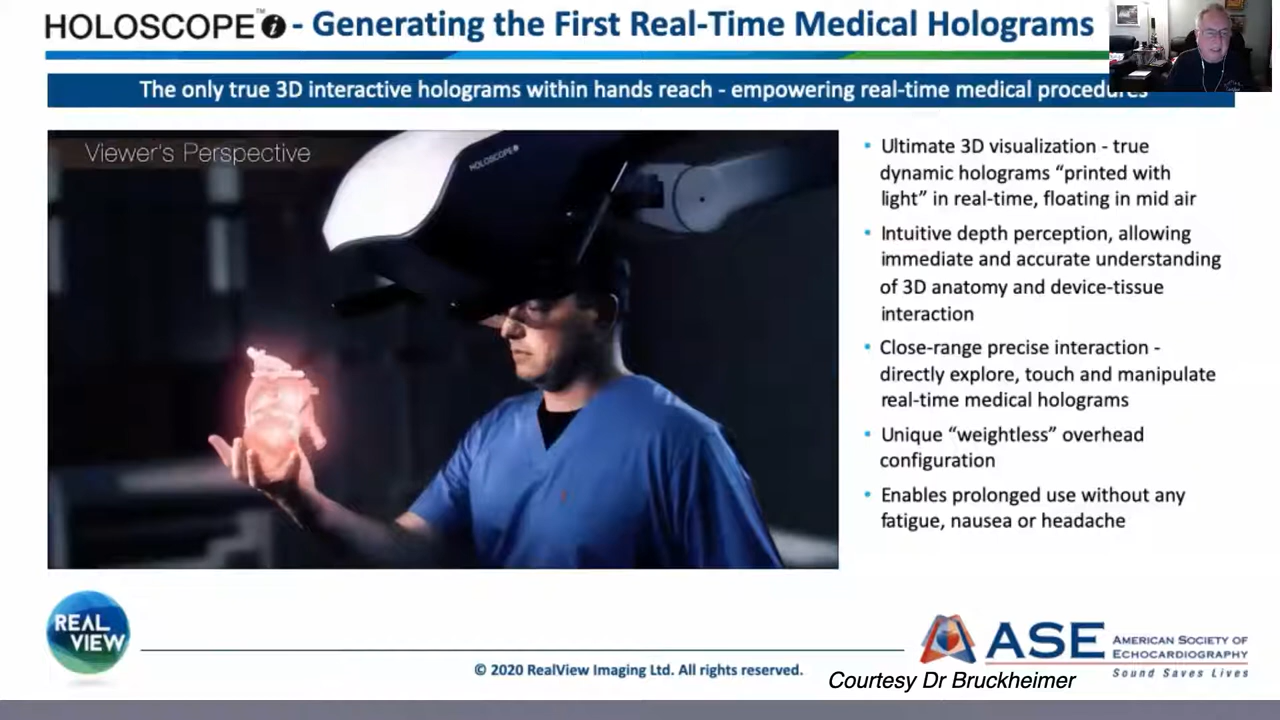 HOLOSCOPE™i - Generating the First Real-Time Medical Holograms
The only true 3D interactive holograms within hands reach - empowering real-time medical procedures
Viewer's Perspective
HOLOSCOPE
• Ultimate 3D visualization - true
dynamic holograms “printed with
light” in real-time, floating in mid air
• Intuitive depth perception, allowing
immediate and accurate understanding
of 3D anatomy and device-tissue
interaction
• Close-range precise interaction -
directly explore, touch and manipulate
real-time medical holograms
• Unique “weightless” overhead
configuration
• Enables prolonged use without any
fatigue, nausea or headache
REAL
VIEW
© 2020 RealView Imaging Ltd. All rights reserved.
ASE
AMERICAN SOCIETY OF
ECHOCARDIOGRAPHY
Sound Saves Lives
Courtesy Dr Bruckheimer